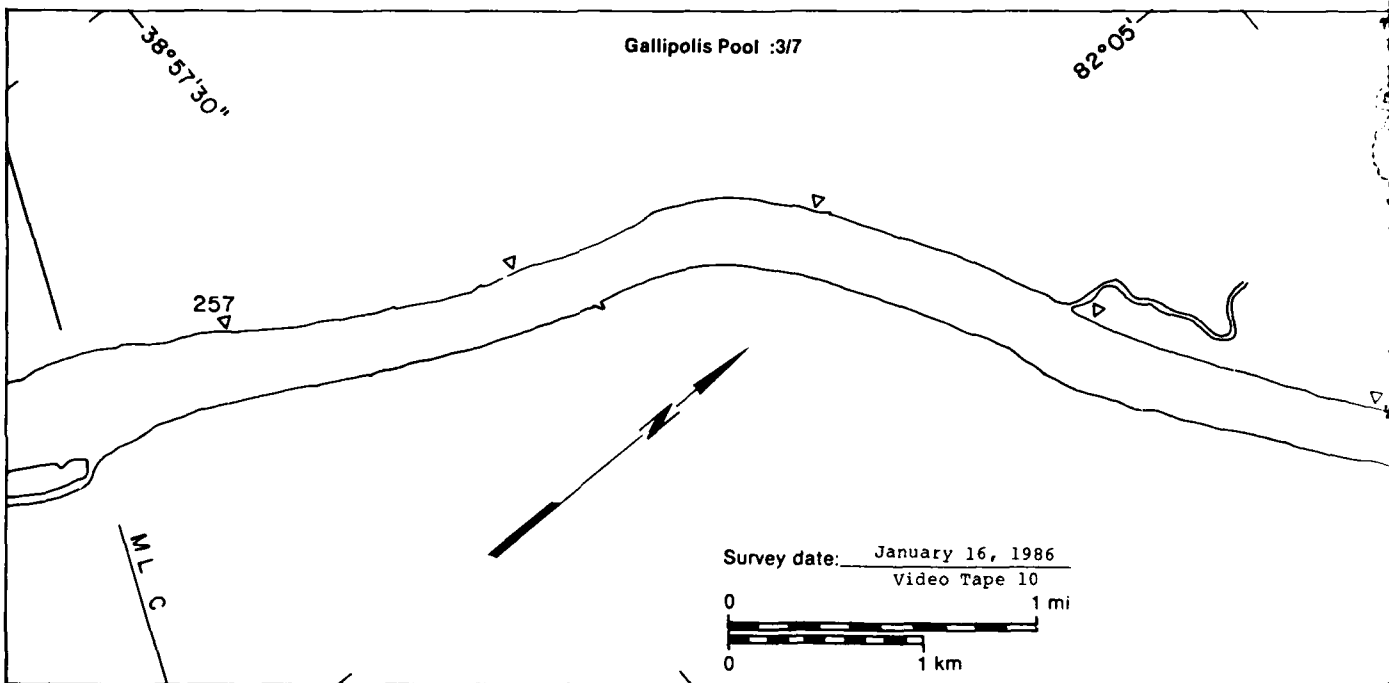 Gallipolis Pool :3/7
38°57'30"
82°05'
257
N
ML C
Survey date: January 16, 1986
Video Tape 10
0 1 mi
0 1 km